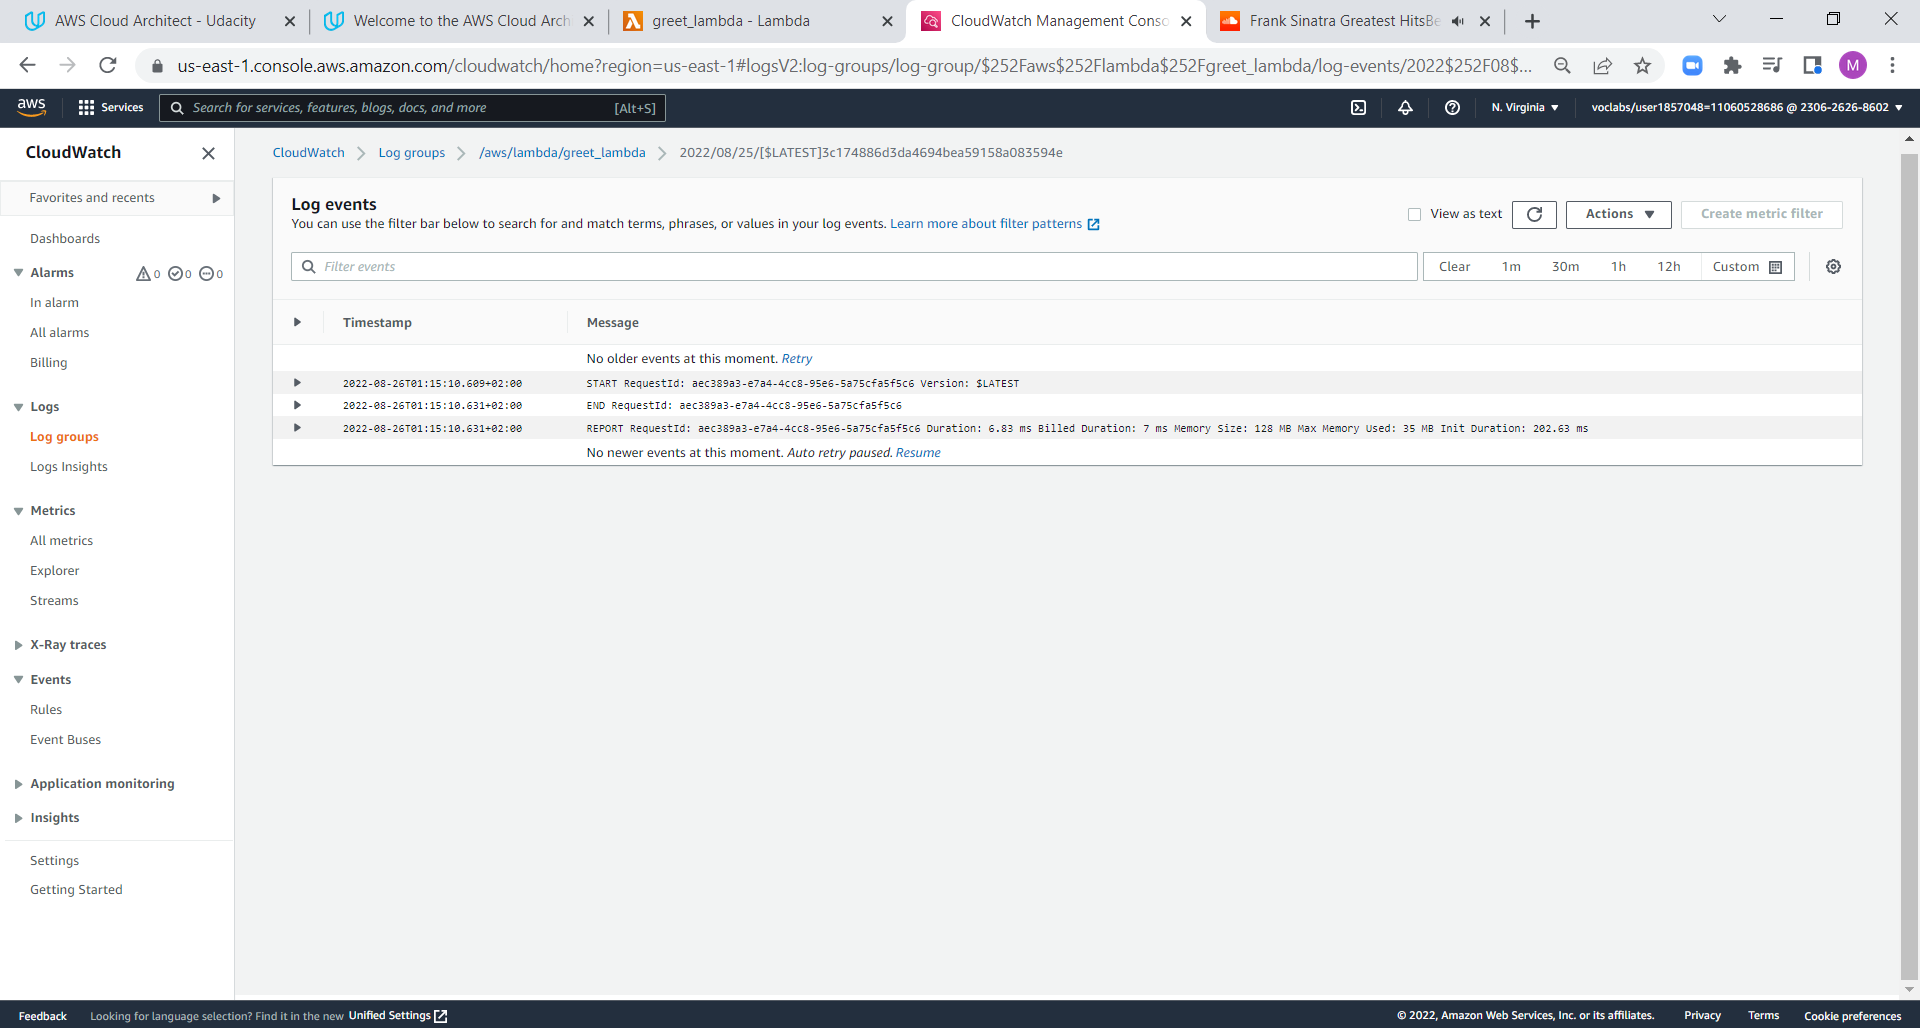 AWS Cloud Architect - Udacity
Welcome to the AWS Cloud Arch
greet_lambda - Lambda
CloudWatch Management Conso
Frank Sinatra Greatest HitsBe
us-east-1.console.aws.amazon.com/cloudwatch/home?region=us-east-1#logsV2:log-groups/log-group/$252Faws$252Flambda$252Fgreet_lambda/log-events/2022$252F08$...
M
aws
Services
Search for services, features, blogs, docs, and more
[Alt+S]
N. Virginia
voclabs/user1857048=11060528686 @ 2306-2626-8602
CloudWatch
Favorites and recents
Dashboards
Alarms 0 0 0
In alarm
All alarms
Billing
Logs
Log groups
Logs Insights
Metrics
All metrics
Explorer
Streams
X-Ray traces
Events
Rules
Event Buses
Application monitoring
Insights
Settings
Getting Started
CloudWatch
Log groups
/aws/lambda/greet_lambda
2022/08/25/[$LATEST]3c174886d3da4694bea59158a083594e
Log events
You can use the filter bar below to search for and match terms, phrases, or values in your log events. Learn more about filter patterns
View as text
Actions
Create metric filter
Filter events
Clear 1m 30m 1h 12h Custom
Timestamp Message
No older events at this moment. Retry
2022-08-26T01:15:10.609+02:00 START RequestId: aec389a3-e7a4-4cc8-95e6-5a75cfa5f5c6 Version: $LATEST
2022-08-26T01:15:10.631+02:00 END RequestId: aec389a3-e7a4-4cc8-95e6-5a75cfa5f5c6
2022-08-26T01:15:10.631+02:00 REPORT RequestId: aec389a3-e7a4-4cc8-95e6-5a75cfa5f5c6 Duration: 6.83 ms Billed Duration: 7 ms Memory Size: 128 MB Max Memory Used: 35 MB Init Duration: 202.63 ms
No newer events at this moment. Auto retry paused. Resume
Feedback
Looking for language selection? Find it in the new Unified Settings
© 2022, Amazon Web Services, Inc. or its affiliates.
Privacy
Terms
Cookie preferences